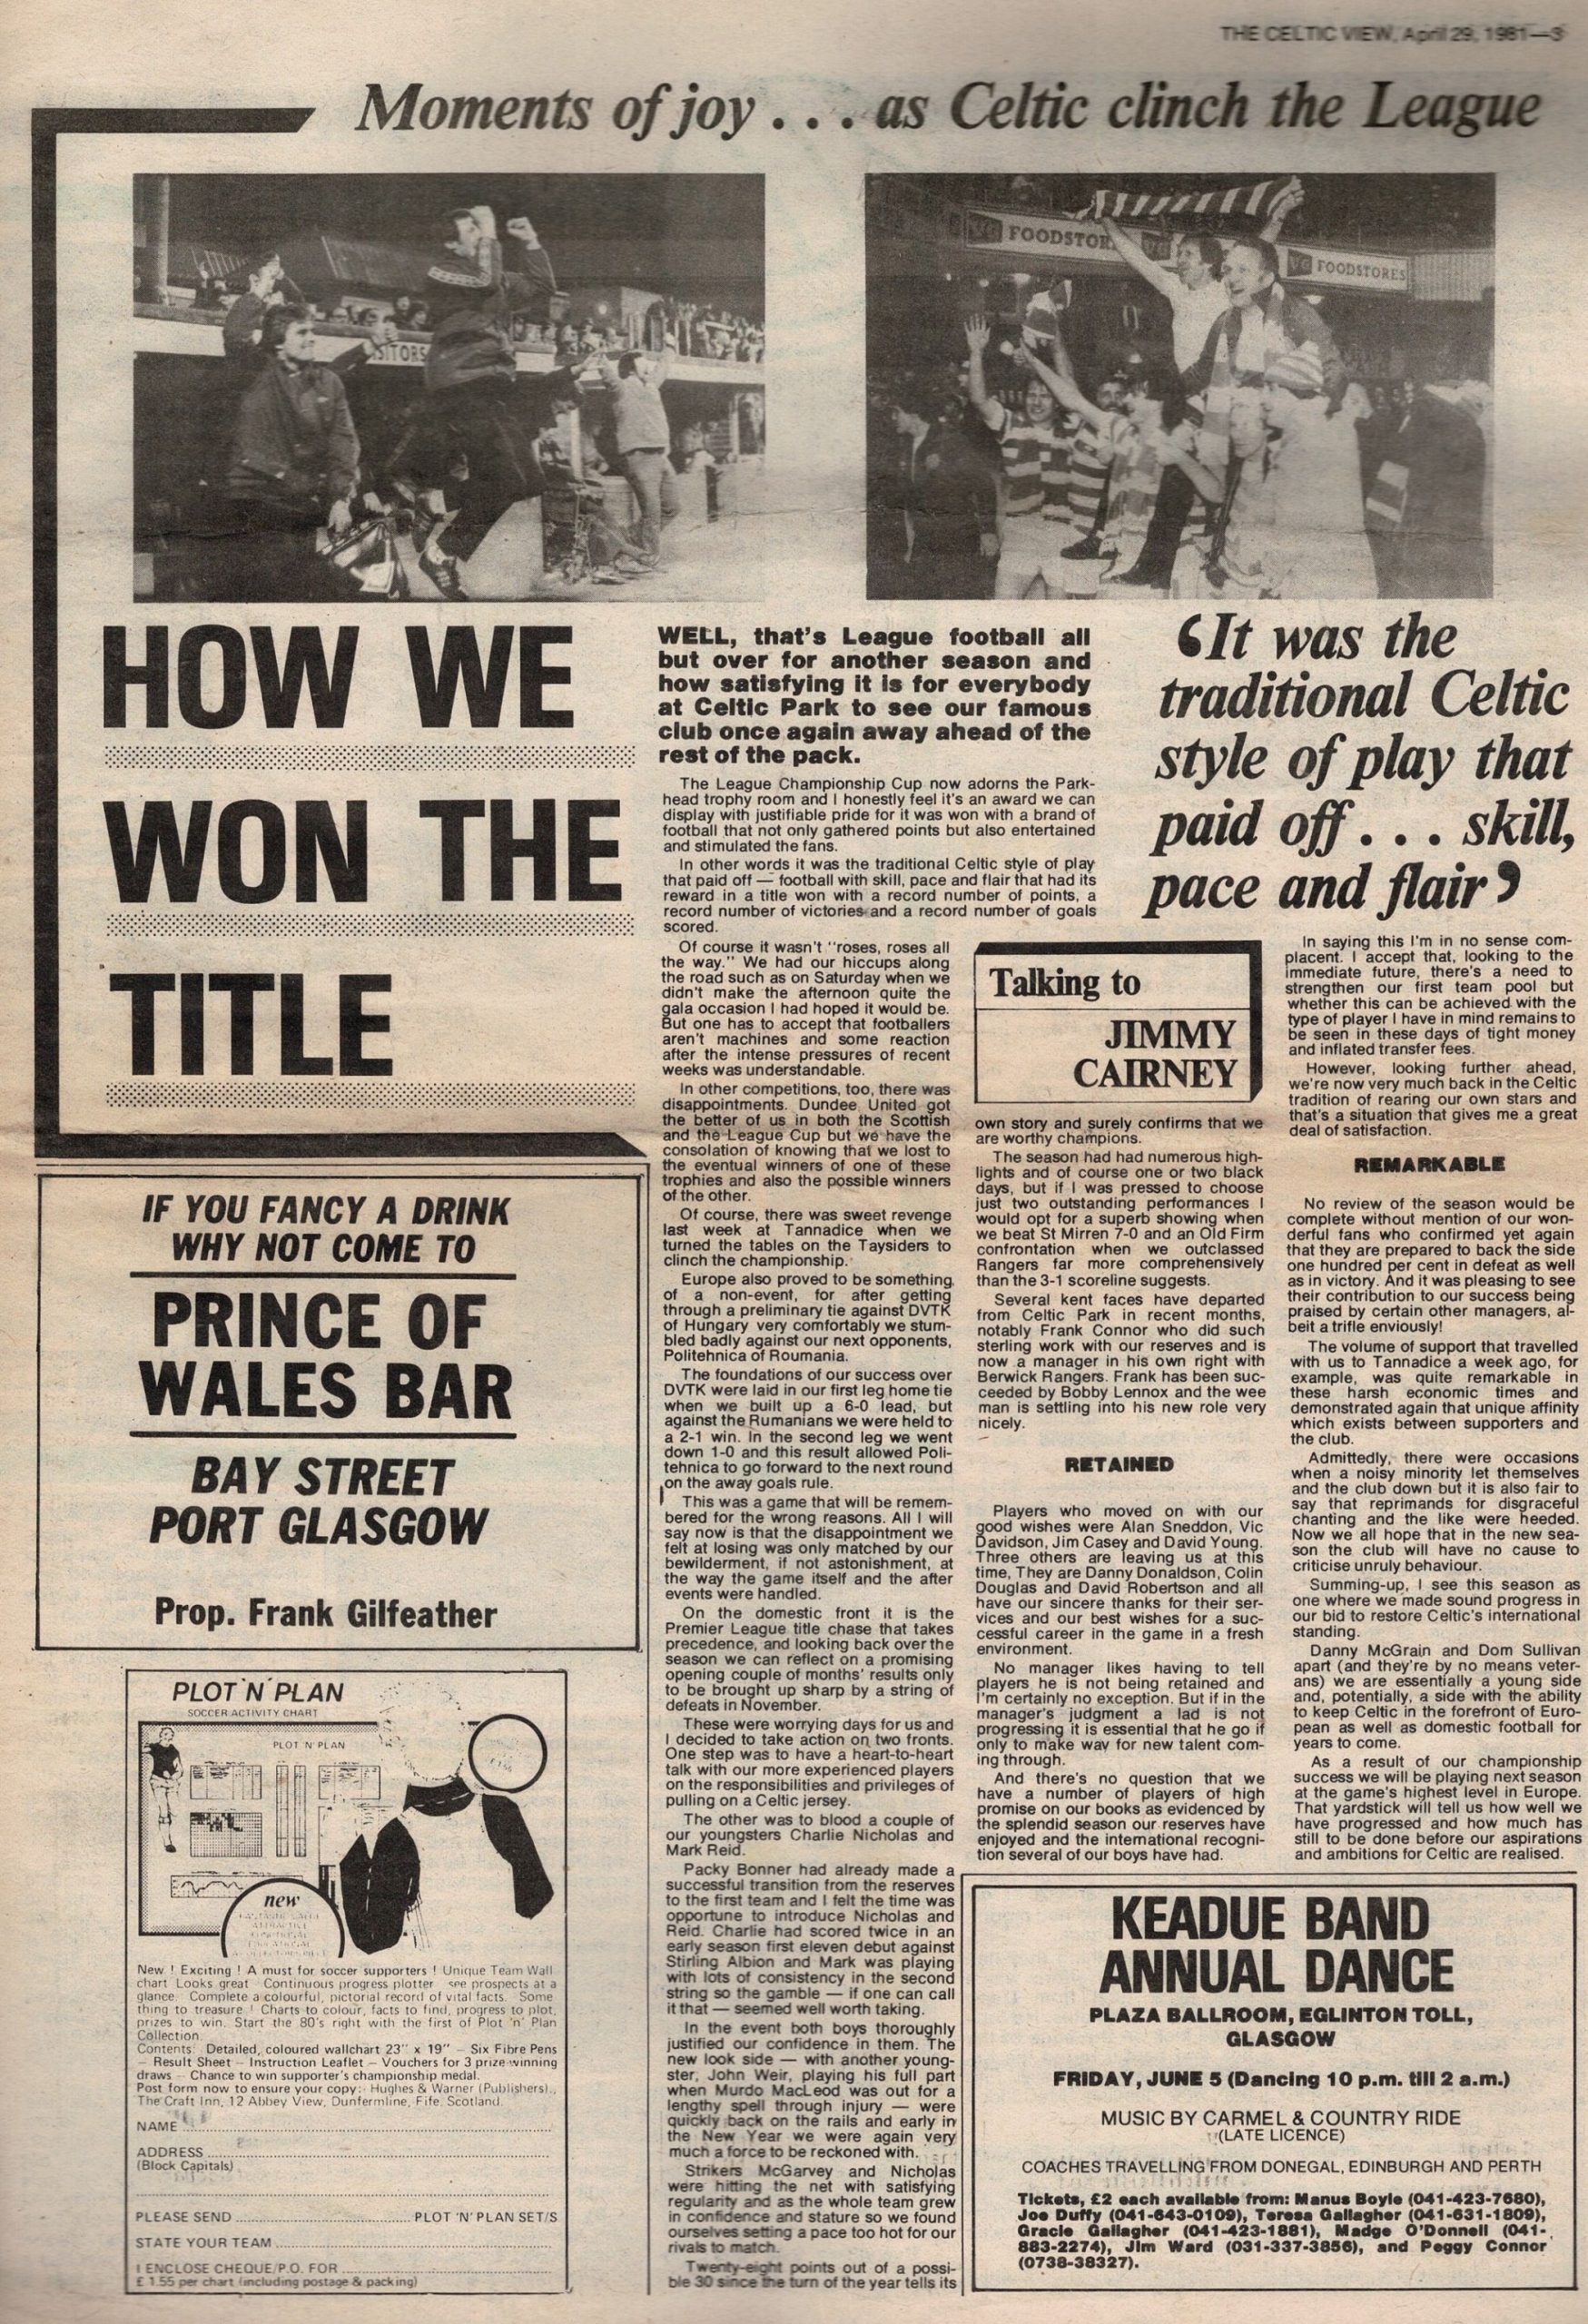 THE CELTIC VIEW, April 29, 1981—3
Moments of joy . . . as Celtic clinch the League
ISITORS
VG FOODSTORES
VG FOODSTORES
HOW WE
WON THE
TITLE
WELL, that's League football all
but over for another season and
how satisfying it is for everybody
at Celtic Park to see our famous
club once again away ahead of the
rest of the pack.
The League Championship Cup now adorns the Park-
head trophy room and I honestly feel it's an award we can
display with justifiable pride for it was won with a brand of
football that not only gathered points but also entertained
and stimulated the fans.
In other words it was the traditional Celtic style of play
that paid off — football with skill, pace and flair that had its
reward in a title won with a record number of points, a
record number of victories and a record number of goals
scored.
Of course it wasn't "roses, roses all
the way." We had our hiccups along
the road such as on Saturday when we
didn't make the afternoon quite the
gala occasion I had hoped it would be.
But one has to accept that footballers
aren't machines and some reaction
after the intense pressures of recent
weeks was understandable.
In other competitions, too, there was
disappointments. Dundee United got
the better of us in both the Scottish
and the League Cup but we have the
consolation of knowing that we lost to
the eventual winners of one of these
trophies and also the possible winners
of the other.
Of course, there was sweet revenge
last week at Tannadice when we
turned the tables on the Taysiders to
clinch the championship.
Europe also proved to be something
of a non-event, for after getting
through a preliminary tie against DVTK
of Hungary very comfortably we stum-
bled badly against our next opponents,
Politehnica of Roumania.
The foundations of our success over
DVTK were laid in our first leg home tie
when we built up a 6-0 lead, but
against the Rumanians we were held to
a 2-1 win. In the second leg we went
down 1-0 and this result allowed Poli-
tehnica to go forward to the next round
on the away goals rule.
This was a game that will be remem-
bered for the wrong reasons. All I will
say now is that the disappointment we
felt at losing was only matched by our
bewilderment, if not astonishment, at
the way the game itself and the after
events were handled.
On the domestic front it is the
Premier League title chase that takes
precedence, and looking back over the
season we can reflect on a promising
opening couple of months' results only
to be brought up sharp by a string of
defeats in November.
These were worrying days for us and
I decided to take action on two fronts.
One step was to have a heart-to-heart
talk with our more experienced players
on the responsibilities and privileges of
pulling on a Celtic jersey.
The other was to blood a couple of
our youngsters Charlie Nicholas and
Mark Reid.
Packy Bonner had already made a
successful transition from the reserves
to the first team and I felt the time was
opportune to introduce Nicholas and
Reid. Charlie had scored twice in an
early season first eleven debut against
Stirling Albion and Mark was playing
with lots of consistency in the second
string so the gamble — if one can call
it that — seemed well worth taking.
In the event both boys thoroughly
justified our confidence in them. The
new look side — with another young-
ster, John Weir, playing his full part
when Murdo MacLeod was out for a
lengthy spell through injury — were
quickly back on the rails and early in
the New Year we were again very
much a force to be reckoned with.
Strikers McGarvey and Nicholas
were hitting the net with satisfying
regularity and as the whole team grew
in confidence and stature so we found
ourselves setting a pace too hot for our
rivals to match.
Twenty-eight points out of a possi-
ble 30 since the turn of the year tells its
‘It was the
traditional Celtic
style of play that
paid off . . . skill,
pace and flair’
Talking to
JIMMY
CAIRNEY
own story and surely confirms that we
are worthy champions.
The season had had numerous high-
lights and of course one or two black
days, but if I was pressed to choose
just two outstanding performances I
would opt for a superb showing when
we beat St Mirren 7-0 and an Old Firm
confrontation when we outclassed
Rangers far more comprehensively
than the 3-1 scoreline suggests.
Several kent faces have departed
from Celtic Park in recent months,
notably Frank Connor who did such
sterling work with our reserves and is
now a manager in his own right with
Berwick Rangers. Frank has been suc-
ceeded by Bobby Lennox and the wee
man is settling into his new role very
nicely.
RETAINED
Players who moved on with our
good wishes were Alan Sneddon, Vic
Davidson, Jim Casey and David Young.
Three others are leaving us at this
time, They are Danny Donaldson, Colin
Douglas and David Robertson and all
have our sincere thanks for their ser-
vices and our best wishes for a suc-
cessful career in the game in a fresh
environment.
No manager likes having to tell
players he is not being retained and
I'm certainly no exception. But if in the
manager's judgment a lad is not
progressing it is essential that he go if
only to make way for new talent com-
ing through.
And there's no question that we
have a number of players of high
promise on our books as evidenced by
the splendid season our reserves have
enjoyed and the international recogni-
tion several of our boys have had.
In saying this I'm in no sense com-
placent. I accept that, looking to the
immediate future, there's a need to
strengthen our first team pool but
whether this can be achieved with the
type of player I have in mind remains to
be seen in these days of tight money
and inflated transfer fees.
However, looking further ahead,
we're now very much back in the Celtic
tradition of rearing our own stars and
that's a situation that gives me a great
deal of satisfaction.
REMARKABLE
No review of the season would be
complete without mention of our won-
derful fans who confirmed yet again
that they are prepared to back the side
one hundred per cent in defeat as well
as in victory. And it was pleasing to see
their contribution to our success being
praised by certain other managers, al-
beit a trifle enviously!
The volume of support that travelled
with us to Tannadice a week ago, for
example, was quite remarkable in
these harsh economic times and
demonstrated again that unique affinity
which exists between supporters and
the club.
Admittedly, there were occasions
when a noisy minority let themselves
and the club down but it is also fair to
say that reprimands for disgraceful
chanting and the like were heeded.
Now we all hope that in the new sea-
son the club will have no cause to
criticise unruly behaviour.
Summing-up, I see this season as
one where we made sound progress in
our bid to restore Celtic's international
standing.
Danny McGrain and Dom Sullivan
apart (and they're by no means veter-
ans) we are essentially a young side
and, potentially, a side with the ability
to keep Celtic in the forefront of Euro-
pean as well as domestic football for
years to come.
As a result of our championship
success we will be playing next season
at the game's highest level in Europe.
That yardstick will tell us how well we
have progressed and how much has
still to be done before our aspirations
and ambitions for Celtic are realised.
IF YOU FANCY A DRINK
WHY NOT COME TO
PRINCE OF
WALES BAR
BAY STREET
PORT GLASGOW
Prop. Frank Gilfeather
PLOT 'N' PLAN
SOCCER ACTIVITY CHART
PLOT N PLAN
new
New ! Exciting ! A must for soccer supporters ! Unique Team Wall
chart Looks great Continuous progress plotter see prospects at a
glance. Complete a colourful, pictorial record of vital facts. Some
thing to treasure ! Charts to colour, facts to find, progress to plot,
prizes to win. Start the 80's right with the first of Plot 'n' Plan
Collection.
Contents: Detailed, coloured wallchart 23" x 19" – Six Fibre Pens
– Result Sheet – Instruction Leaflet – Vouchers for 3 prize winning
draws – Chance to win supporter's championship medal.
Post form now to ensure your copy:- Hughes & Warner (Publishers).,
The Craft Inn, 12 Abbey View, Dunfermline, Fife, Scotland.
NAME
ADDRESS
(Block Capitals)
PLEASE SEND PLOT 'N' PLAN SET/S
STATE YOUR TEAM
I ENCLOSE CHEQUE/P.O. FOR
£ 1.55 per chart (including postage & packing)
KEADUE BAND
ANNUAL DANCE
PLAZA BALLROOM, EGLINTON TOLL,
GLASGOW
FRIDAY, JUNE 5 (Dancing 10 p.m. till 2 a.m.)
MUSIC BY CARMEL & COUNTRY RIDE
(LATE LICENCE)
COACHES TRAVELLING FROM DONEGAL, EDINBURGH AND PERTH
Tickets, £2 each available from: Manus Boyle (041-423-7680),
Joe Duffy (041-643-0109), Teresa Gallagher (041-631-1809),
Gracie Gallagher (041-423-1881), Madge O'Donnell (041-
883-2274), Jim Ward (031-337-3856), and Peggy Connor
(0738-38327).